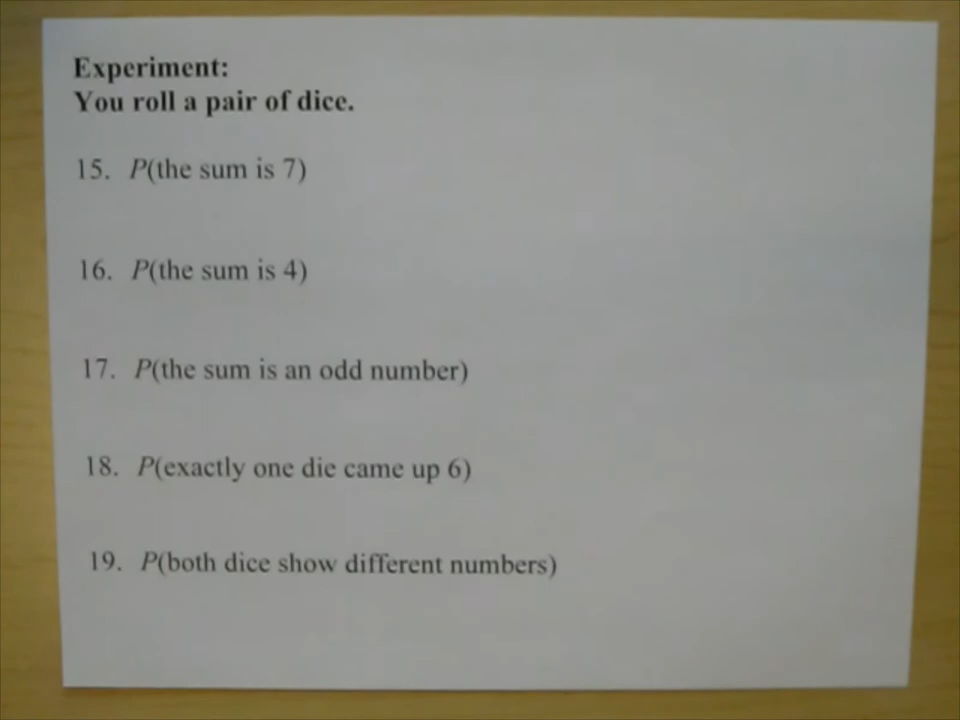 Experiment:
You roll a pair of dice.
15. P(the sum is 7)
16. P(the sum is 4)
17. P(the sum is an odd number)
18. P(exactly one die came up 6)
19. P(both dice show different numbers)